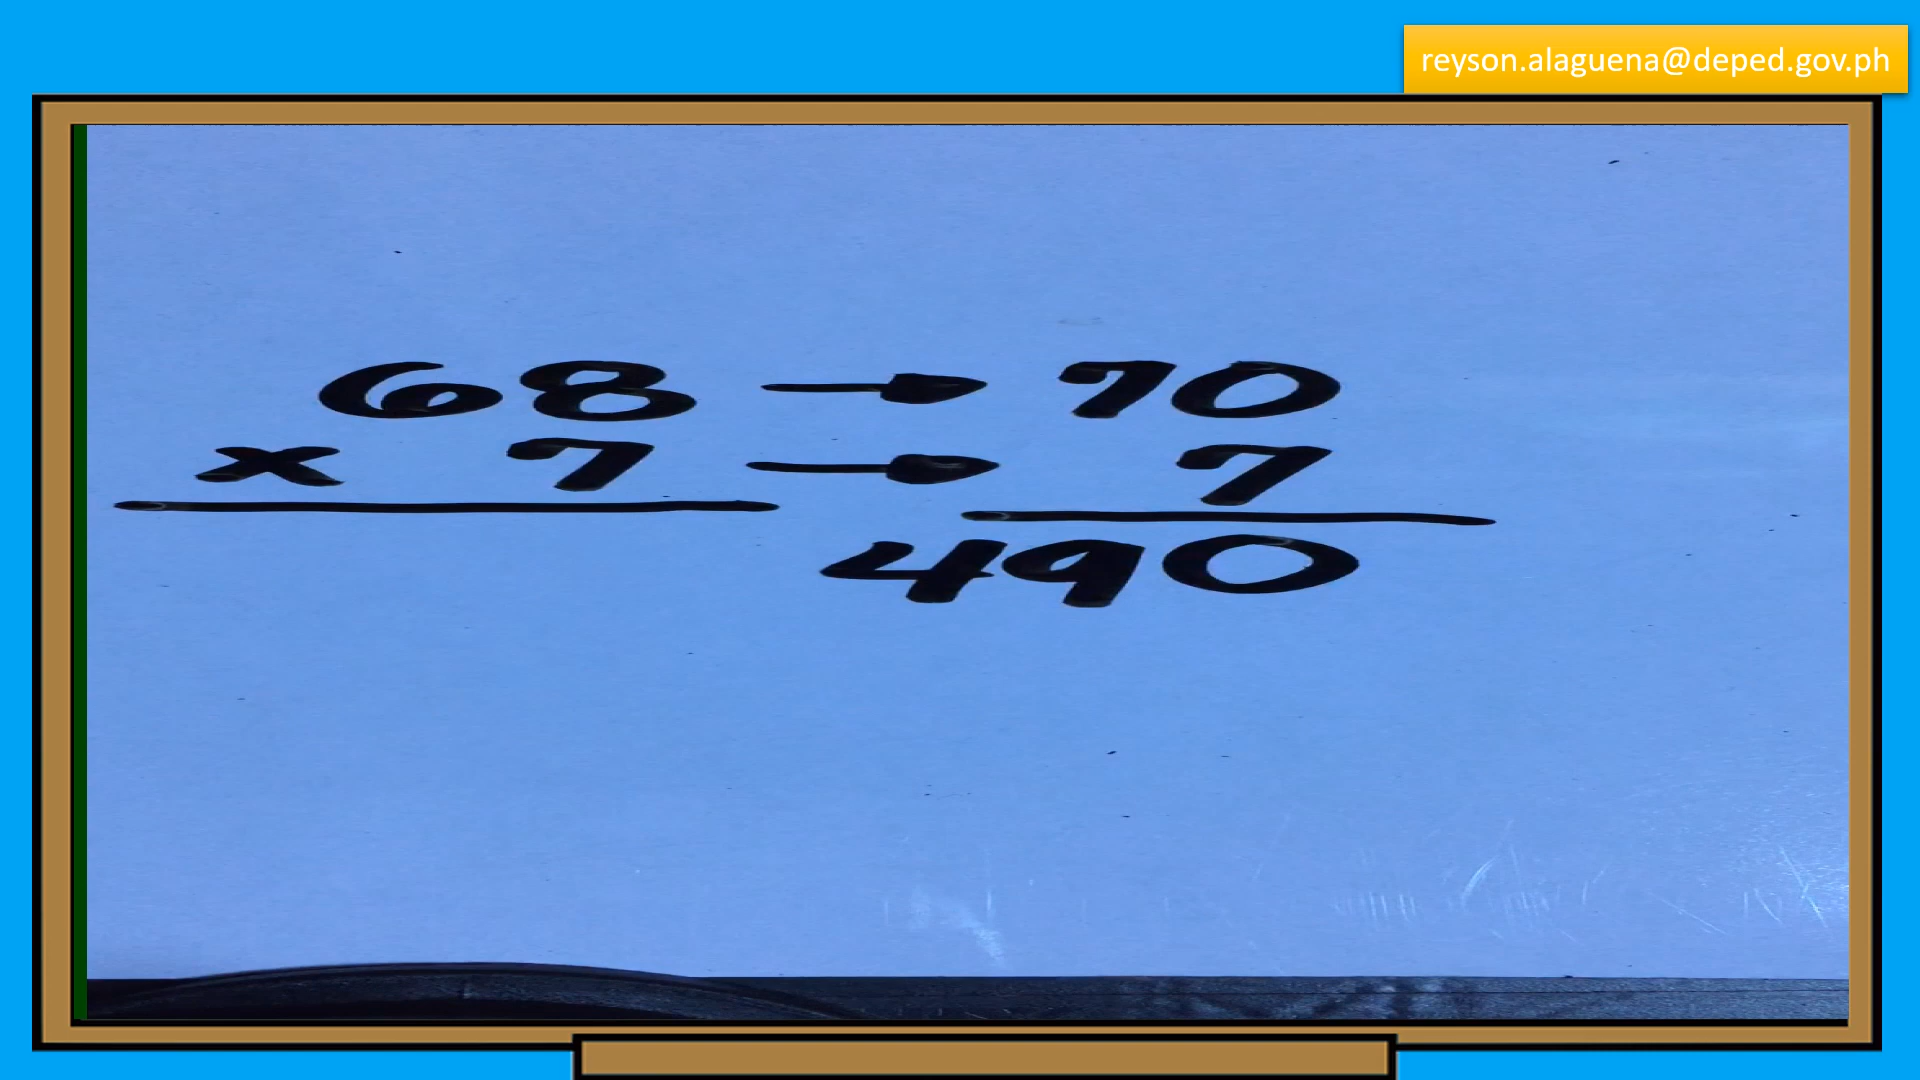 reyson.alaguena@deped.gov.ph
68 → 70
x 7 → 7
490